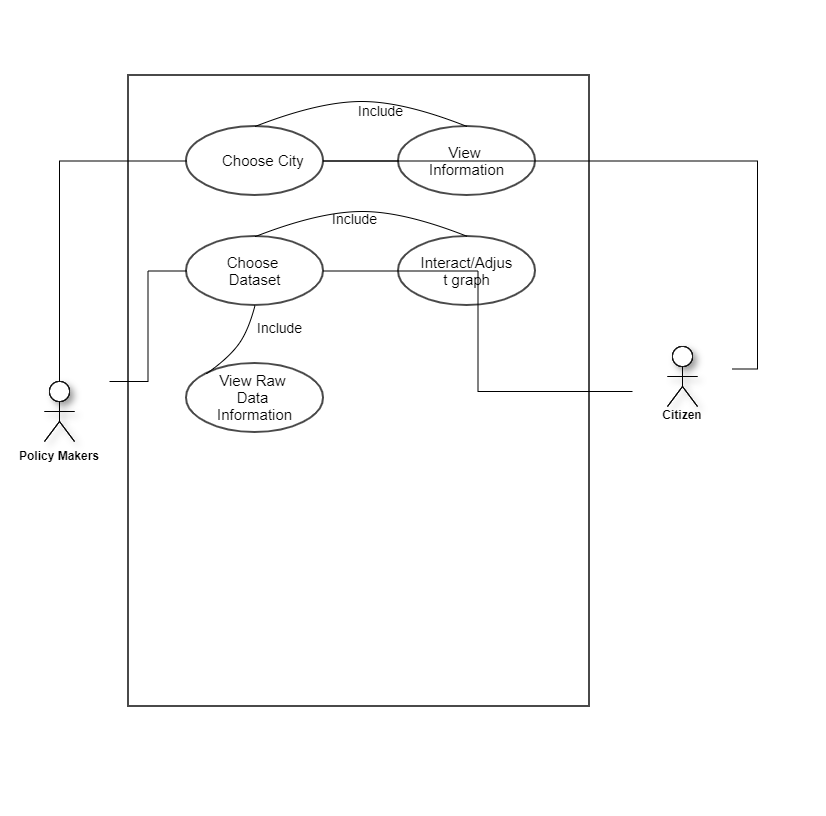 Include
Choose City
View
Information
Include
Choose
Dataset
Interact/Adjus
t graph
Include
View Raw
Data
Information
Policy Makers
Citizen